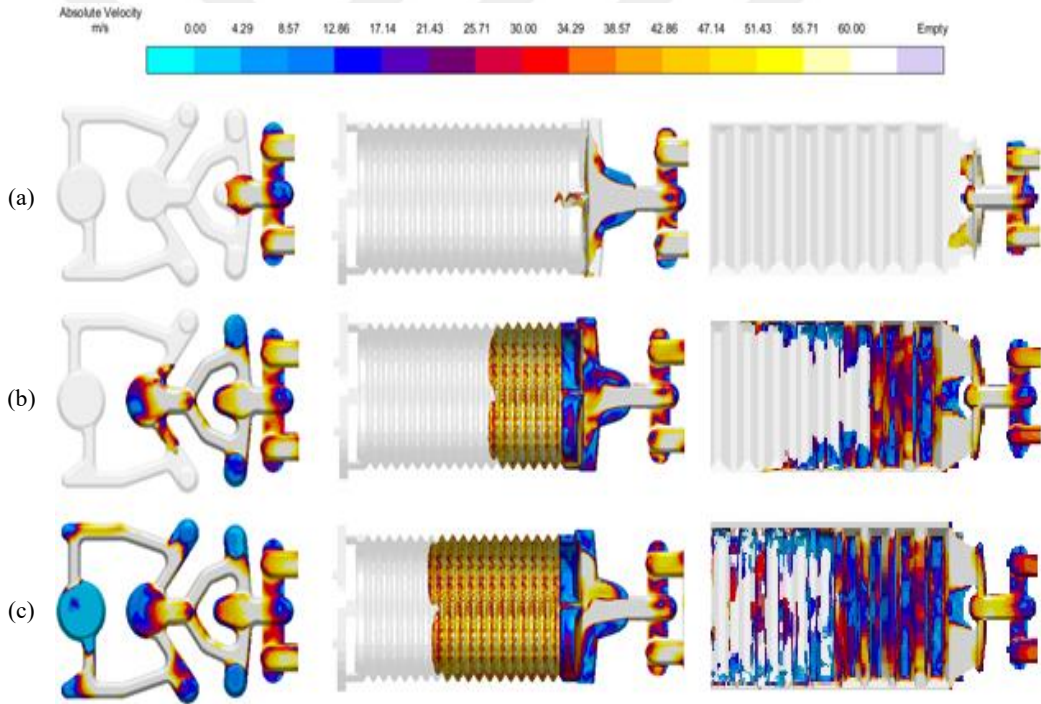 Absolute Velocity
m/s
0.00 4.29 8.57 12.86 17.14 21.43 25.71 30.00 34.29 38.57 42.86 47.14 51.43 55.71 60.00 Empty
(a)
(b)
(c)